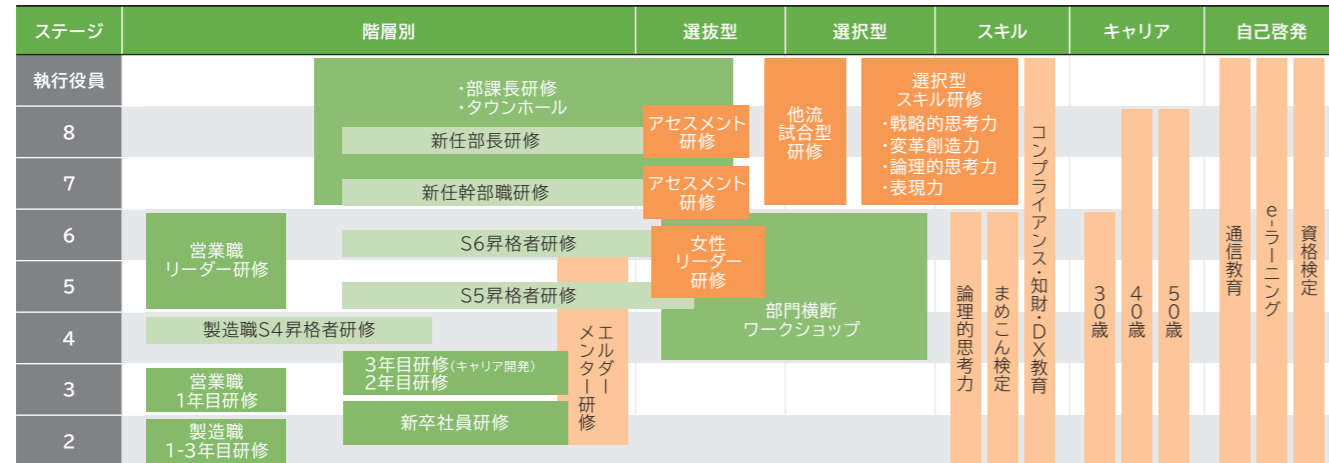 ステージ
階層別
選抜型
選択型
スキル
キャリア
自己啓発
執行役員
8
7
6
5
4
3
2
・部課長研修
・タウンホール
新任部長研修
新任幹部職研修
S6昇格者研修
S5昇格者研修
営業職
リーダー研修
製造職S4昇格者研修
3年目研修(キャリア開発)
2年目研修
営業職
1年目研修
新卒社員研修
製造職
1-3年目研修
エルダー
メンター研修
アセスメント
研修
アセスメント
研修
女性
リーダー
研修
部門横断
ワークショップ
他流
試合型
研修
選択型
スキル研修
・戦略的思考力
・変革創造力
・論理的思考力
・表現力
論理的思考力
まめこん検定
コンプライアンス・知財・DX教育
30歳
40歳
50歳
通信教育
e-ラーニング
資格検定